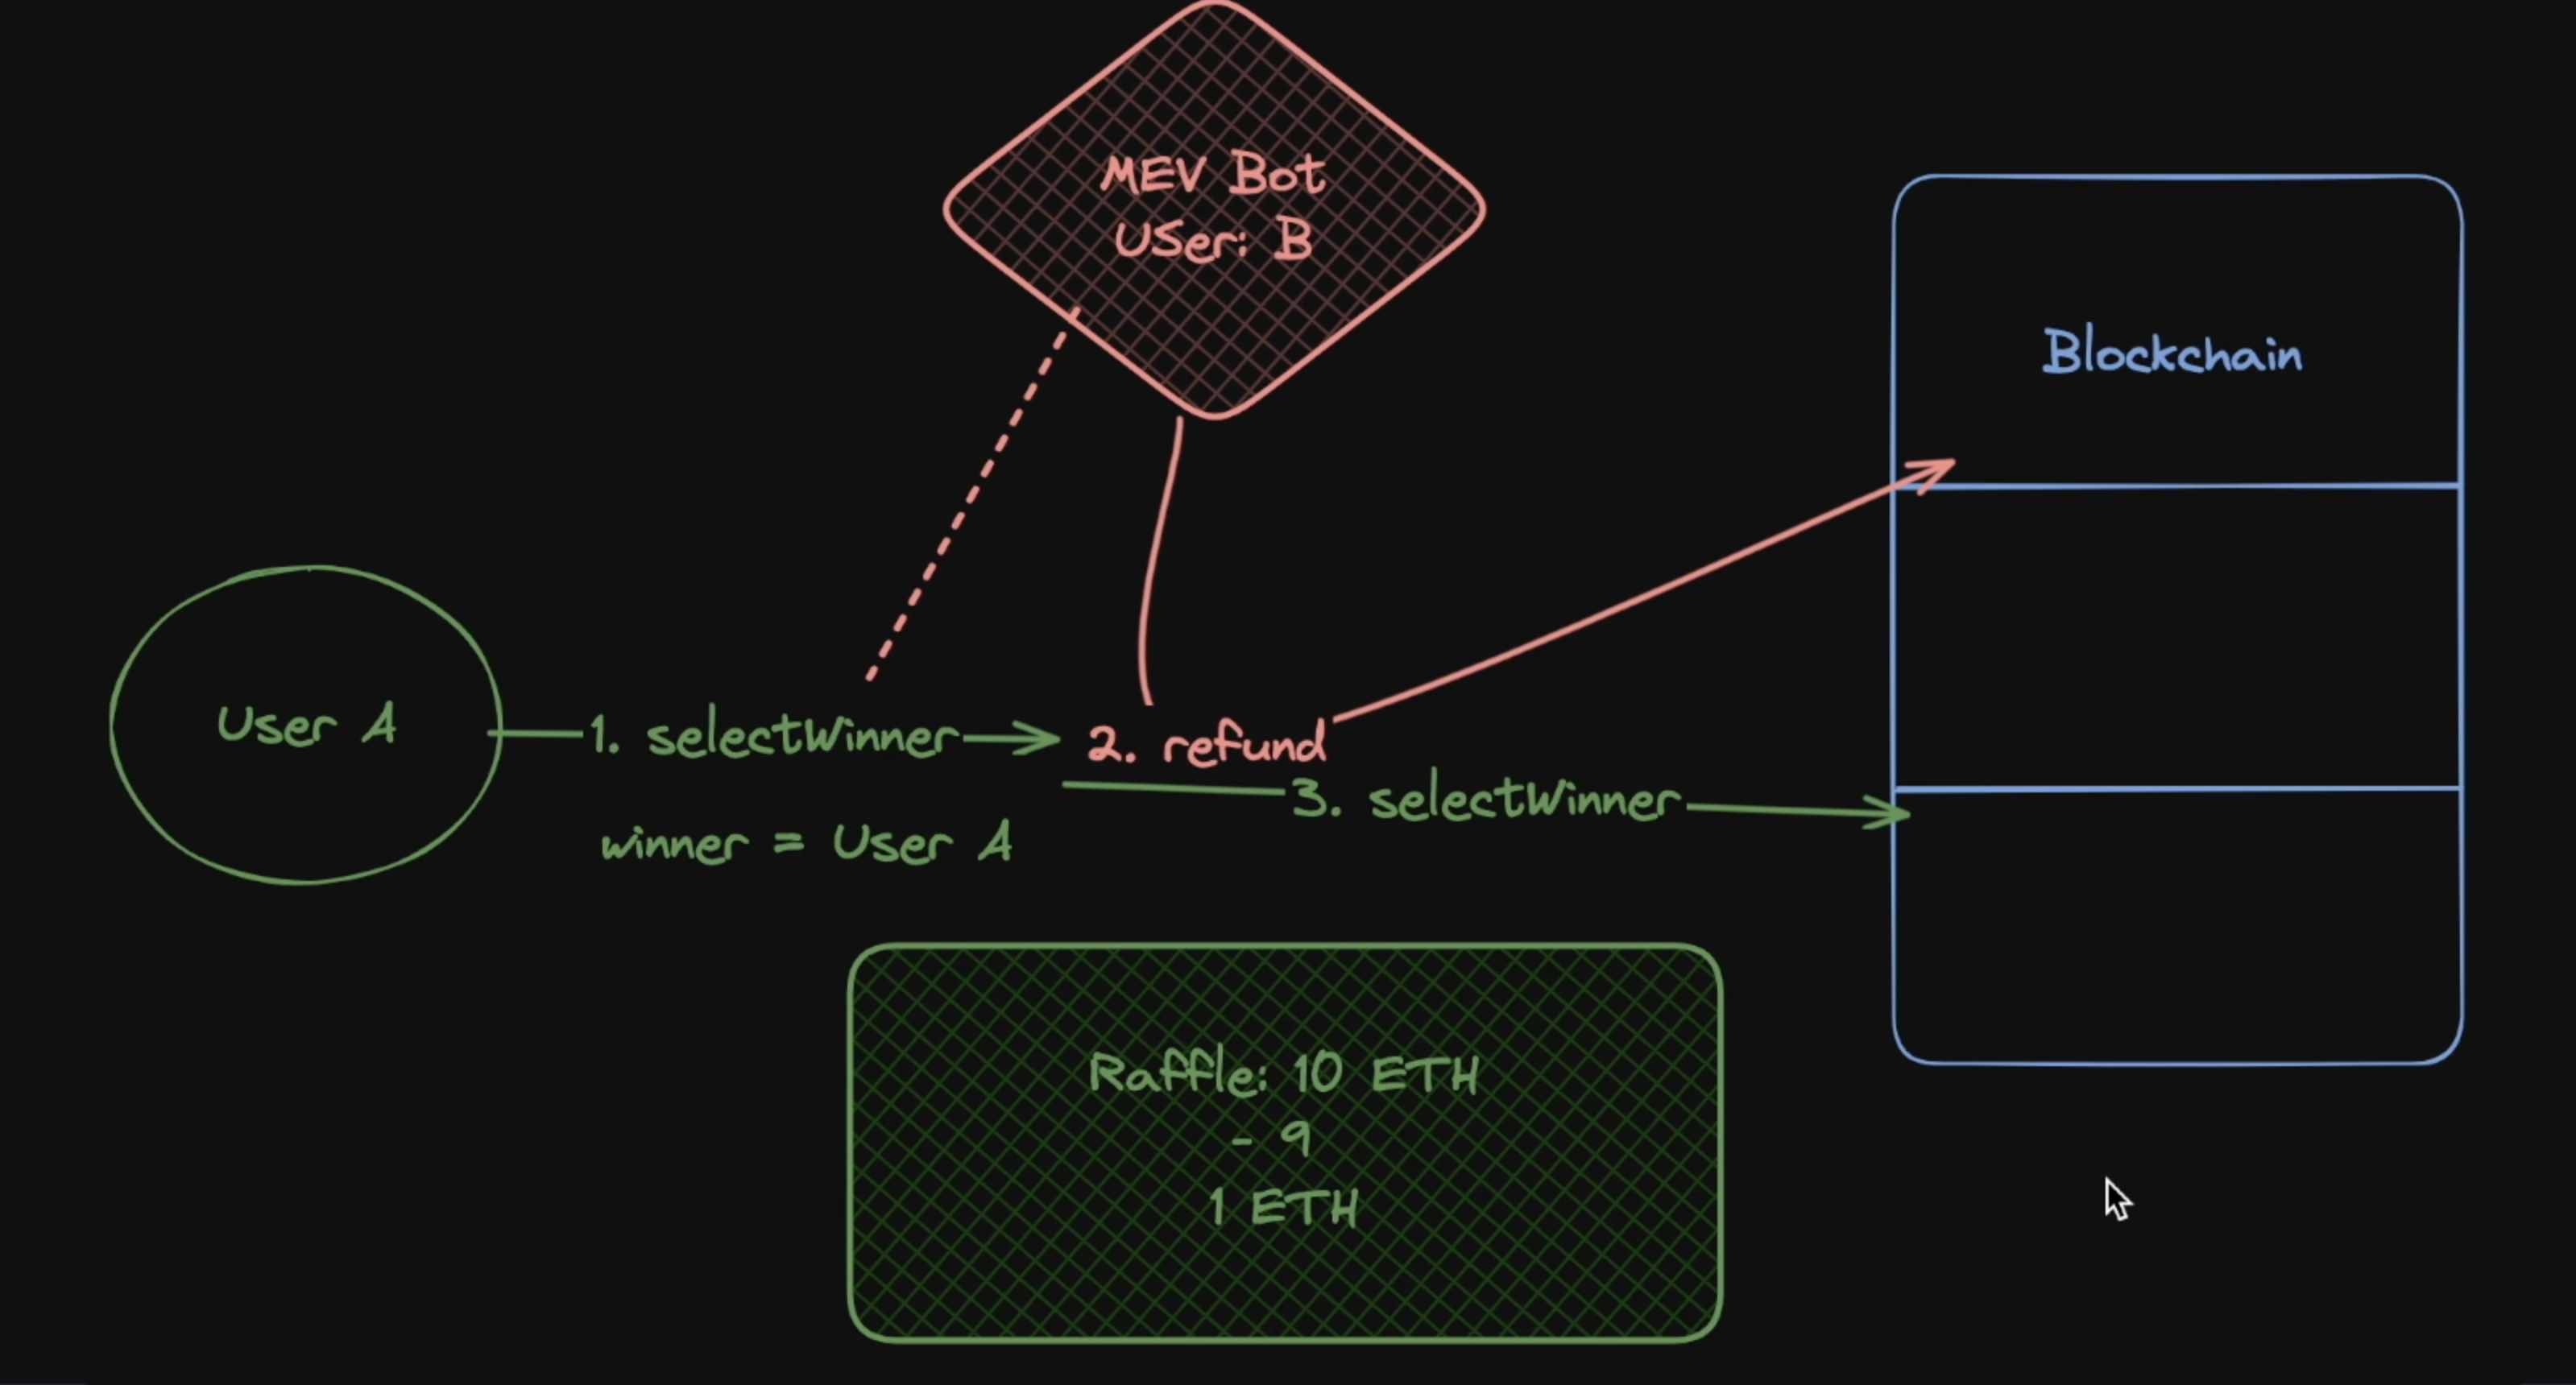 MEV Bot
USer: B
Blockchain
User A
1. selectWinner
2. refund
3. selectWinner
winner = User A
Raffle: 10 ETH
- 9
1 ETH